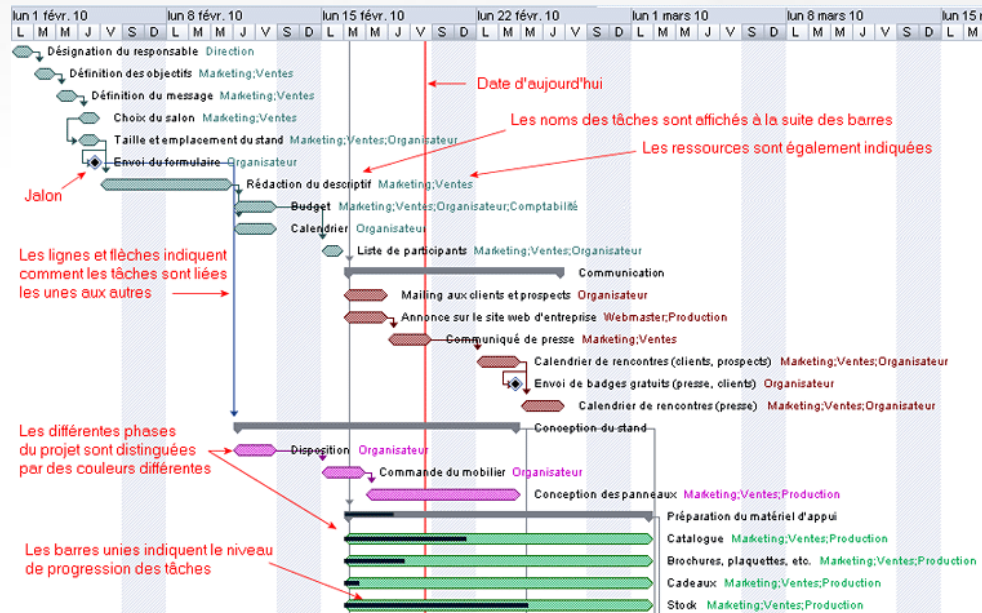 lun 1 févr. 10 lun 8 févr. 10 lun 15 févr. 10 lun 22 févr. 10 lun 1 mars 10 lun 8 mars 10 lun 15
L M M J V S D L M M J V S D L M M J V S D L M M J V S D L M M J V S D L M M J V S D L M
Désignation du responsable Direction
Définition des objectifs Marketing;Ventes
Date d'aujourd'hui
Définition du message Marketing;Ventes
Choix du salon Marketing;Ventes
Les noms des tâches sont affichés à la suite des barres
Taille et emplacement du stand Marketing;Ventes;Organisateur
Les ressources sont également indiquées
Envoi du formulaire Organisateur
Jalon
Rédaction du descriptif Marketing;Ventes
Budget Marketing;Ventes;Organisateur;Comptabilité
Calendrier Organisateur
Liste de participants Marketing;Ventes;Organisateur
Les lignes et flèches indiquent
comment les tâches sont liées
les unes aux autres
Communication
Mailing aux clients et prospects Organisateur
Annonce sur le site web d'entreprise Webmaster;Production
Communiqué de presse Marketing;Ventes
Calendrier de rencontres (clients, prospects) Marketing;Ventes;Organisateur
Envoi de badges gratuits (presse, clients) Organisateur
Calendrier de rencontres (presse) Marketing;Ventes;Organisateur
Conception du stand
Les différentes phases
du projet sont distinguées
par des couleurs différentes
Disposition Organisateur
Commande du mobilier Organisateur
Conception des panneaux Marketing;Ventes;Production
Préparation du matériel d'appui
Catalogue Marketing;Ventes;Production
Les barres unies indiquent le niveau
de progression des tâches
Brochures, plaquettes, etc. Marketing;Ventes;Production
Cadeaux Marketing;Ventes;Production
Stock Marketing;Ventes;Production